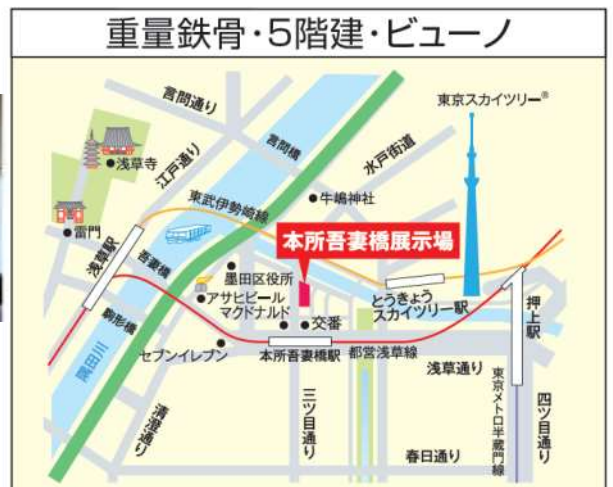 重量鉄骨・5階建・ビューノ
言問通り
東京スカイツリー®
江戸通り
言問橋
水戸街道
浅草寺
東武伊勢崎線
牛嶋神社
雷門
浅草駅
吾妻橋
本所吾妻橋展示場
墨田区役所
アサヒビール
マクドナルド
とうきょう
スカイツリー駅
押上駅
駒形橋
交番
セブンイレブン
本所吾妻橋駅
都営浅草線
浅草通り
隅田川
清澄通り
三ツ目通り
東京メトロ半蔵門線
四ツ目通り
春日通り